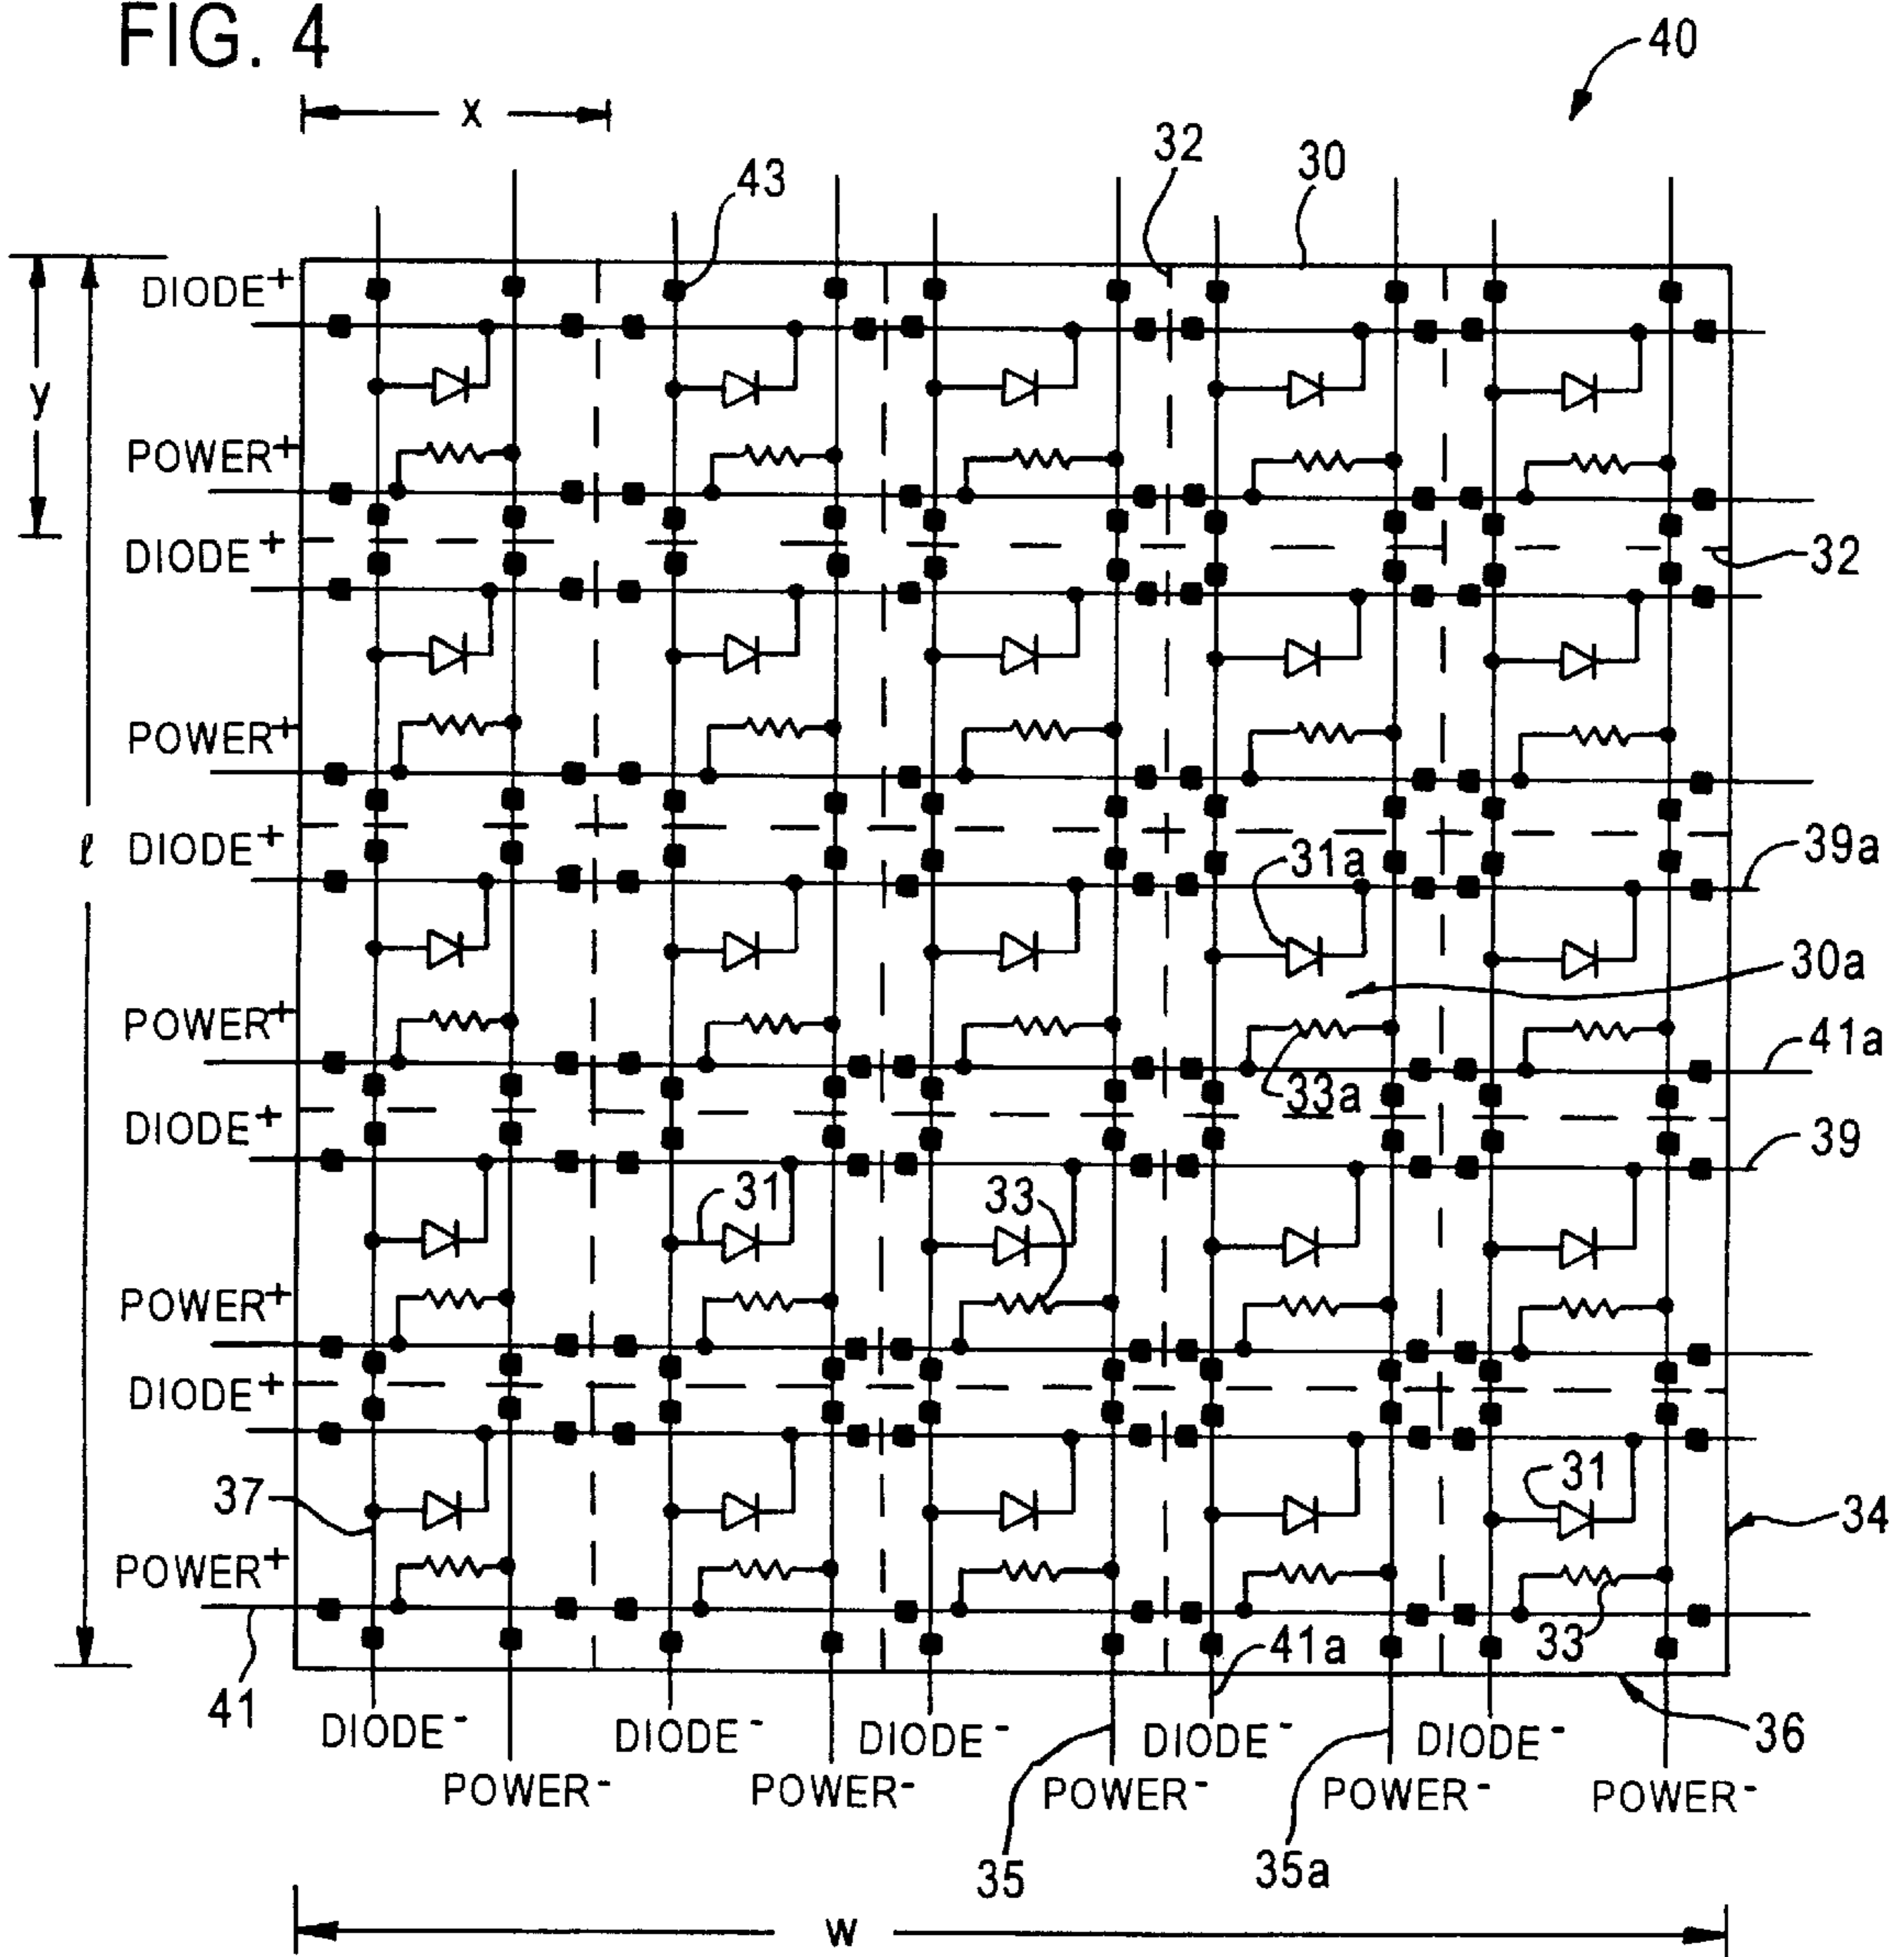 FIG. 4
40
x
32
30
43
DIODE+
y
POWER+
DIODE+
32
POWER+
ℓ
DIODE+
31a
39a
30a
POWER+
41a
33a
DIODE+
39
31
33
POWER+
DIODE+
37
31
34
POWER+
33
41
41a
36
DIODE-
DIODE-
DIODE-
DIODE-
DIODE-
POWER-
POWER-
POWER-
POWER-
POWER-
35
35a
w